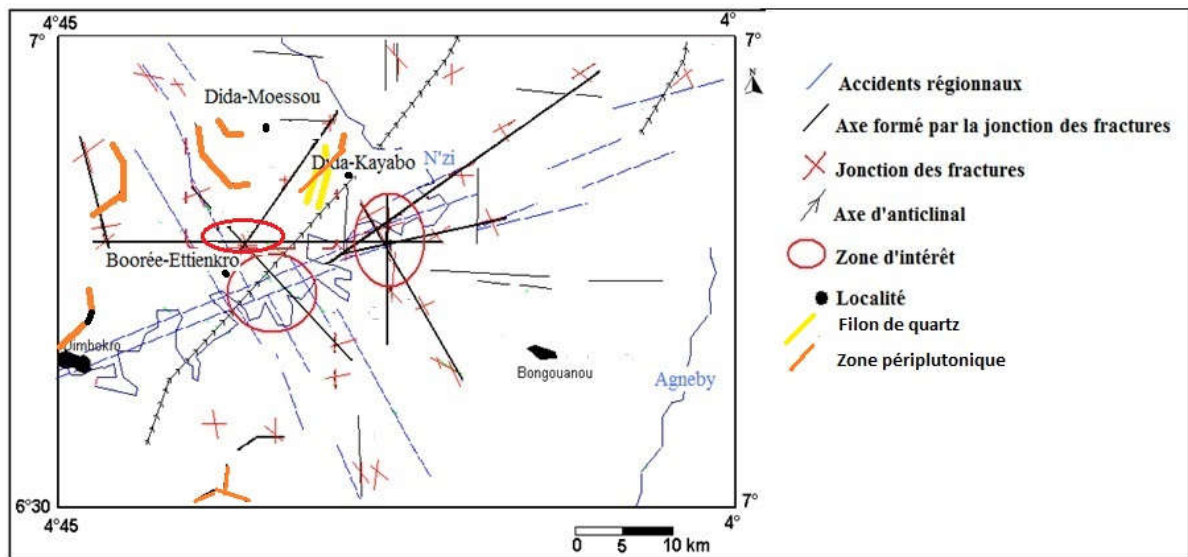 4°45
4°
7°
7°
N
Dida-Moessou
Dida-Kayabo
N'zi
Boorée-Ettienkro
Dimbokro
Bongouanou
Agneby
6°30
7°
4°45
4°
0 5 10 km
Accidents régionnaux
Axe formé par la jonction des fractures
Jonction des fractures
Axe d'anticlinal
Zone d'intérêt
Localité
Filon de quartz
Zone périplutonique